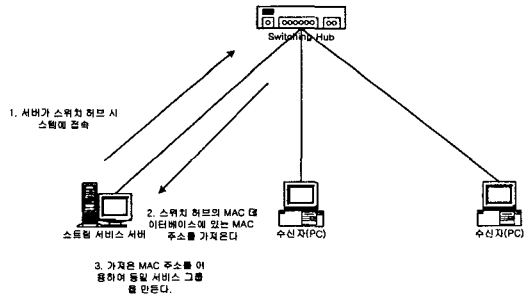 Switching Hub
1. 서버가 스위치 허브 시
스템에 접속
2. 스위치 허브의 MAC 데
이터베이스에 있는 MAC
주소를 가져온다
스트림 서비스 서버
수신자(PC)
수신자(PC)
3. 가져온 MAC 주소를 이
용하여 동일 서비스 그룹
을 만든다.